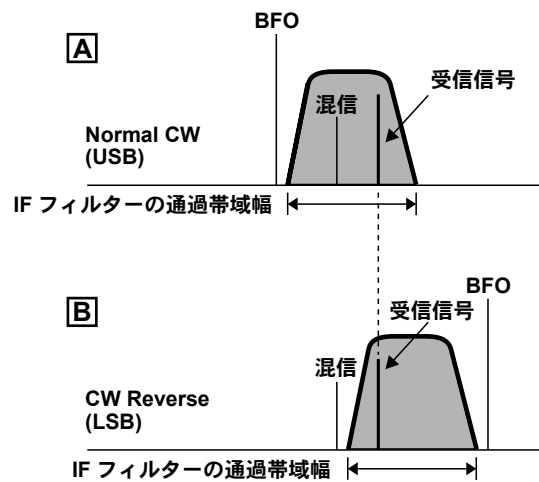 BFO
A
受信信号
混信
Normal CW
(USB)
IF フィルターの通過帯域幅
BFO
B
受信信号
混信
CW Reverse
(LSB)
IF フィルターの通過帯域幅